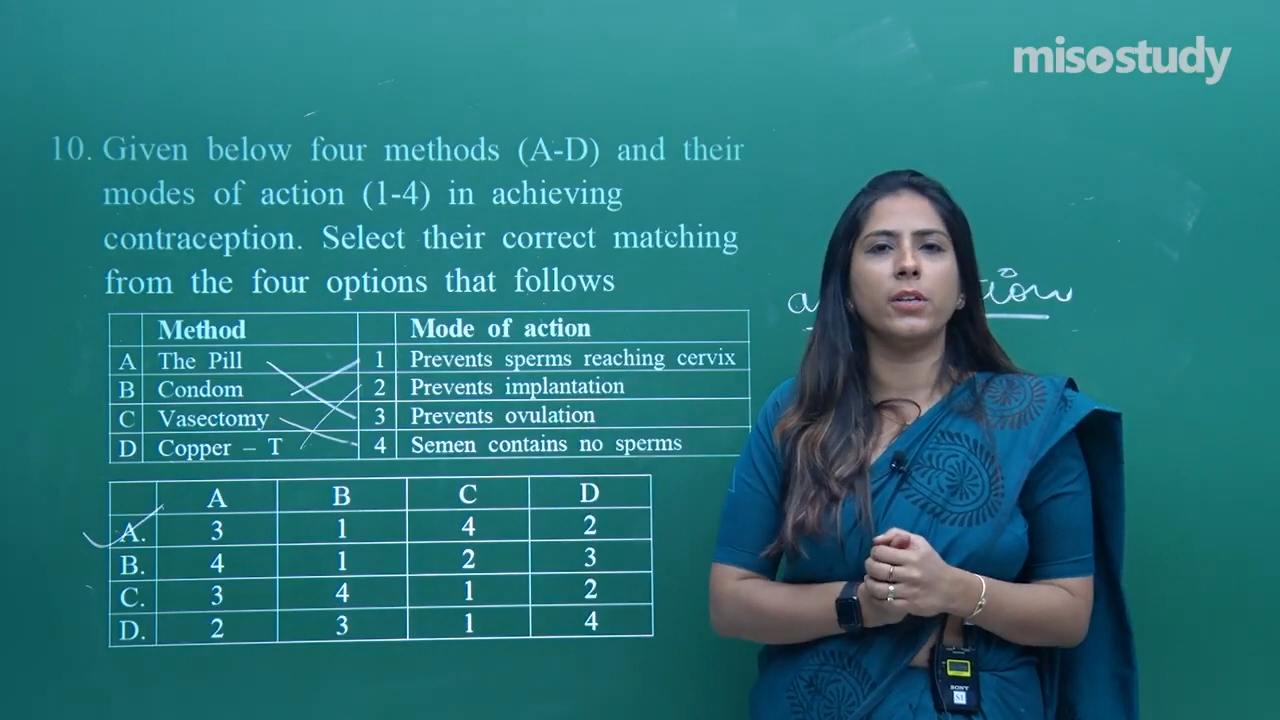 misostudy
10. Given below four methods (A-D) and their
modes of action (1-4) in achieving
contraception. Select their correct matching
from the four options that follows
Method Mode of action
A The Pill 1 Prevents sperms reaching cervix
B Condom 2 Prevents implantation
C Vasectomy 3 Prevents ovulation
D Copper – T 4 Semen contains no sperms
A B C D
A. 3 1 4 2
B. 4 1 2 3
C. 3 4 1 2
D. 2 3 1 4
SONY